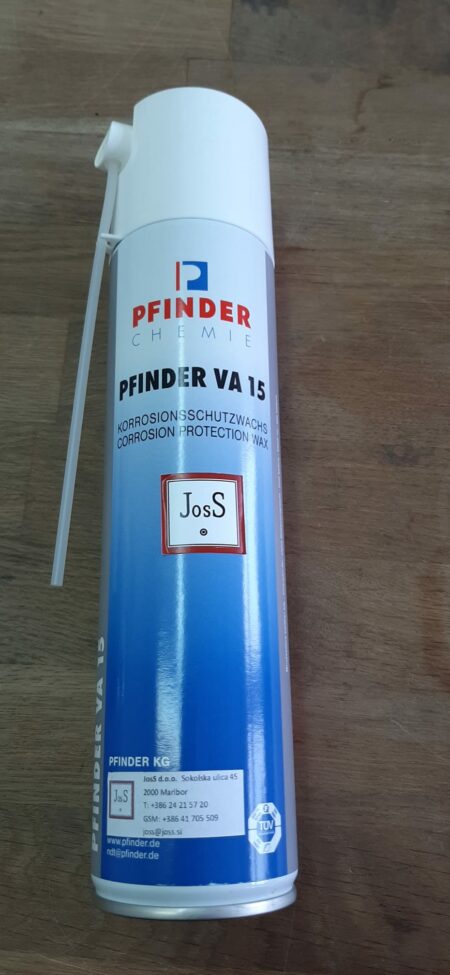 PFINDER
CHEMIE
PFINDER VA 15
KORROSIONSSCHUTZWACHS
CORROSION PROTECTION WAX
JosS
PFINDER VA 15
PFINDER KG
JosS
JosS d.o.o. Sokolska ulica 45
2000 Maribor
T: +386 24 21 57 20
GSM: +386 41 705 509
joss@joss.si
www.pfinder.de
ndt@pfinder.de
TÜV